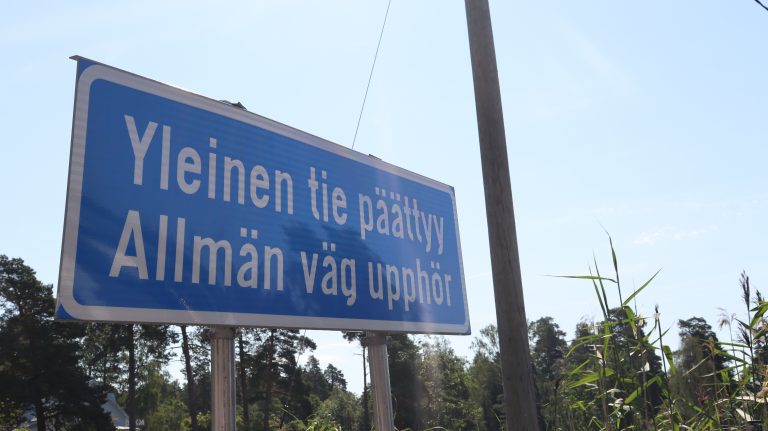 Yleinen tie päättyy
Allmän väg upphör